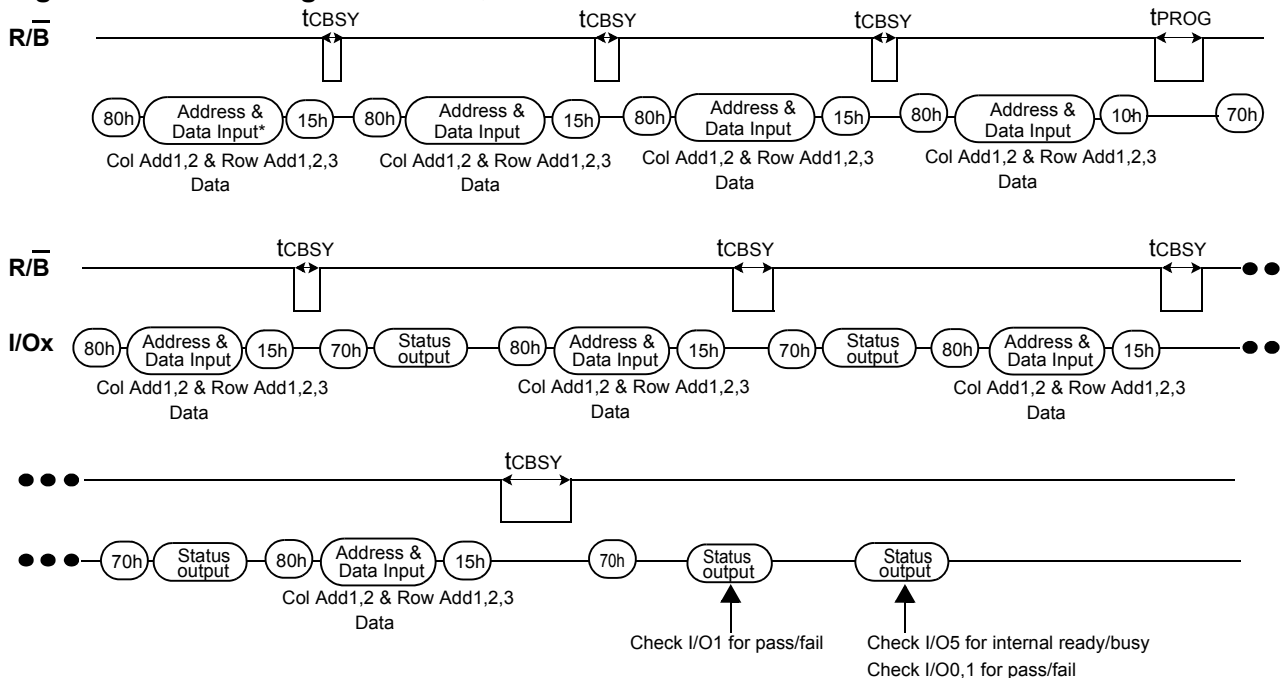 tCBSY tCBSY tCBSY tPROG
R/B
80h Address & Data Input* 15h 80h Address & Data Input 15h 80h Address & Data Input 15h 80h Address & Data Input 10h 70h
Col Add1,2 & Row Add1,2,3 Col Add1,2 & Row Add1,2,3 Col Add1,2 & Row Add1,2,3 Col Add1,2 & Row Add1,2,3
Data Data Data Data
tCBSY tCBSY tCBSY
R/B
I/Ox 80h Address & Data Input 15h 70h Status output 80h Address & Data Input 15h 70h Status output 80h Address & Data Input 15h
Col Add1,2 & Row Add1,2,3 Col Add1,2 & Row Add1,2,3 Col Add1,2 & Row Add1,2,3
Data Data Data
tCBSY
70h Status output 80h Address & Data Input 15h 70h Status output Status output
Col Add1,2 & Row Add1,2,3
Data
Check I/O1 for pass/fail Check I/O5 for internal ready/busy
Check I/O0,1 for pass/fail